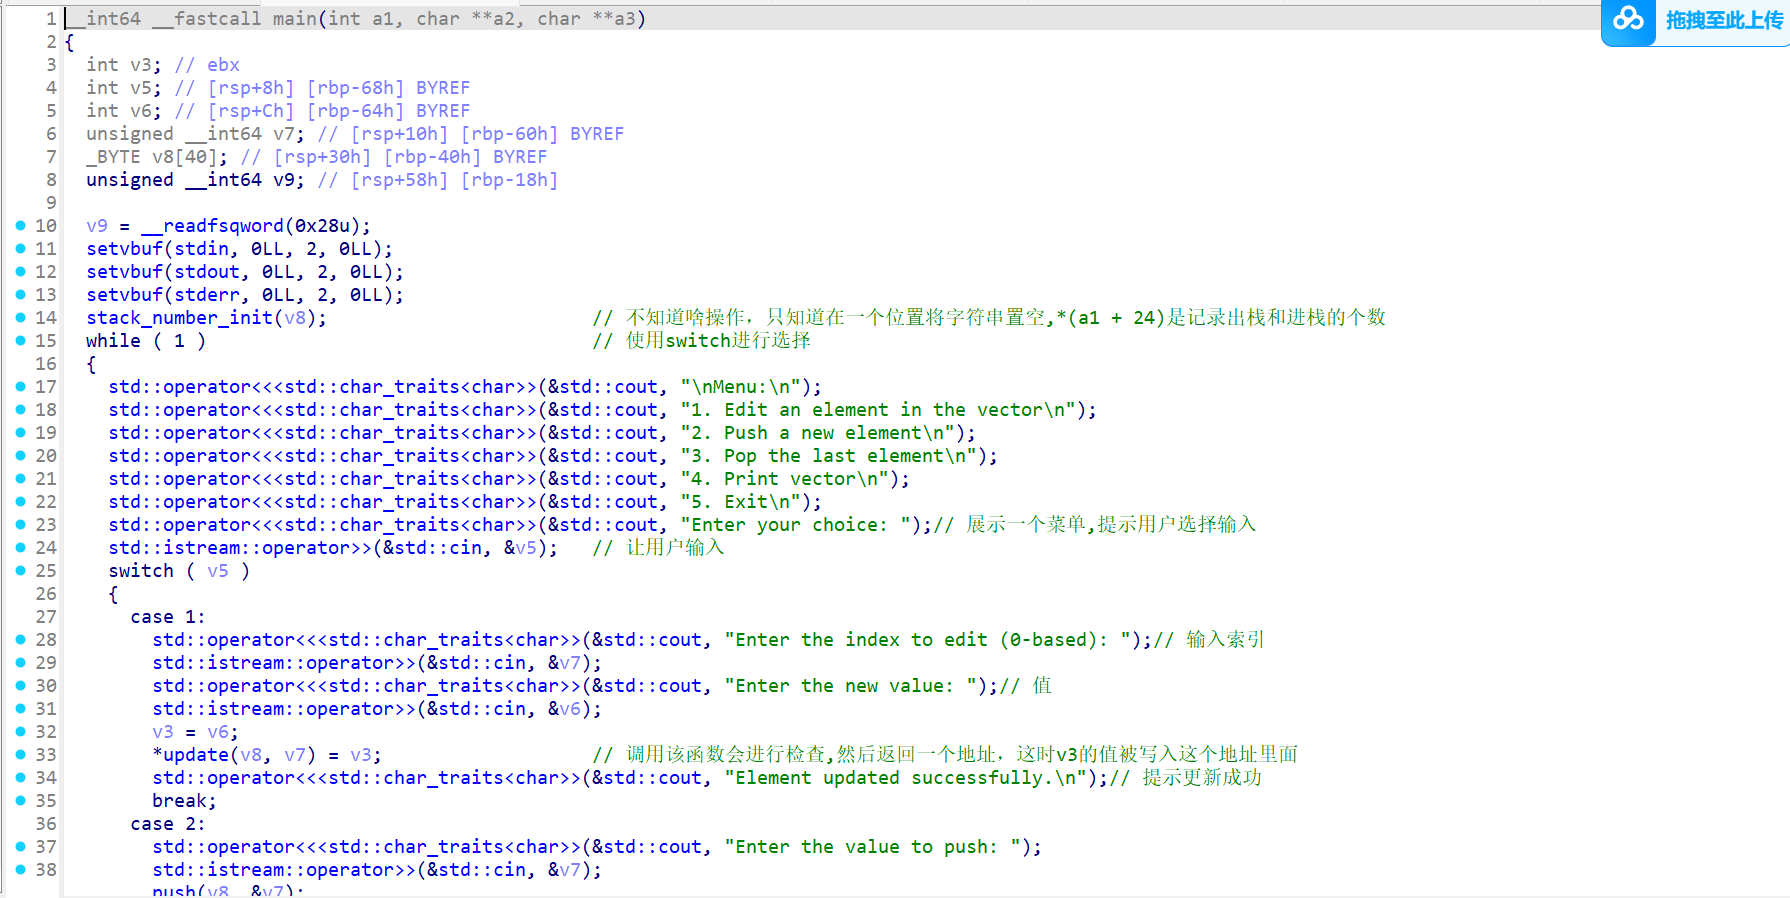 拖拽至此上传
1 __int64 __fastcall main(int a1, char **a2, char **a3)
2 {
3 int v3; // ebx
4 int v5; // [rsp+8h] [rbp-68h] BYREF
5 int v6; // [rsp+Ch] [rbp-64h] BYREF
6 unsigned __int64 v7; // [rsp+10h] [rbp-60h] BYREF
7 _BYTE v8[40]; // [rsp+30h] [rbp-40h] BYREF
8 unsigned __int64 v9; // [rsp+58h] [rbp-18h]
9
10 v9 = __readfsqword(0x28u);
11 setvbuf(stdin, 0LL, 2, 0LL);
12 setvbuf(stdout, 0LL, 2, 0LL);
13 setvbuf(stderr, 0LL, 2, 0LL);
14 stack_number_init(v8); // 不知道啥操作，只知道在一个位置将字符串置空,*(a1 + 24)是记录出栈和进栈的个数
15 while ( 1 ) // 使用switch进行选择
16 {
17 std::operator<<<std::char_traits<char>>(&std::cout, "\nMenu:\n");
18 std::operator<<<std::char_traits<char>>(&std::cout, "1. Edit an element in the vector\n");
19 std::operator<<<std::char_traits<char>>(&std::cout, "2. Push a new element\n");
20 std::operator<<<std::char_traits<char>>(&std::cout, "3. Pop the last element\n");
21 std::operator<<<std::char_traits<char>>(&std::cout, "4. Print vector\n");
22 std::operator<<<std::char_traits<char>>(&std::cout, "5. Exit\n");
23 std::operator<<<std::char_traits<char>>(&std::cout, "Enter your choice: ");// 展示一个菜单,提示用户选择输入
24 std::istream::operator>>(&std::cin, &v5); // 让用户输入
25 switch ( v5 )
26 {
27 case 1:
28 std::operator<<<std::char_traits<char>>(&std::cout, "Enter the index to edit (0-based): ");// 输入索引
29 std::istream::operator>>(&std::cin, &v7);
30 std::operator<<<std::char_traits<char>>(&std::cout, "Enter the new value: ");// 值
31 std::istream::operator>>(&std::cin, &v6);
32 v3 = v6;
33 *update(v8, v7) = v3; // 调用该函数会进行检查,然后返回一个地址，这时v3的值被写入这个地址里面
34 std::operator<<<std::char_traits<char>>(&std::cout, "Element updated successfully.\n");// 提示更新成功
35 break;
36 case 2:
37 std::operator<<<std::char_traits<char>>(&std::cout, "Enter the value to push: ");
38 std::istream::operator>>(&std::cin, &v7);
push(v8, &v7);